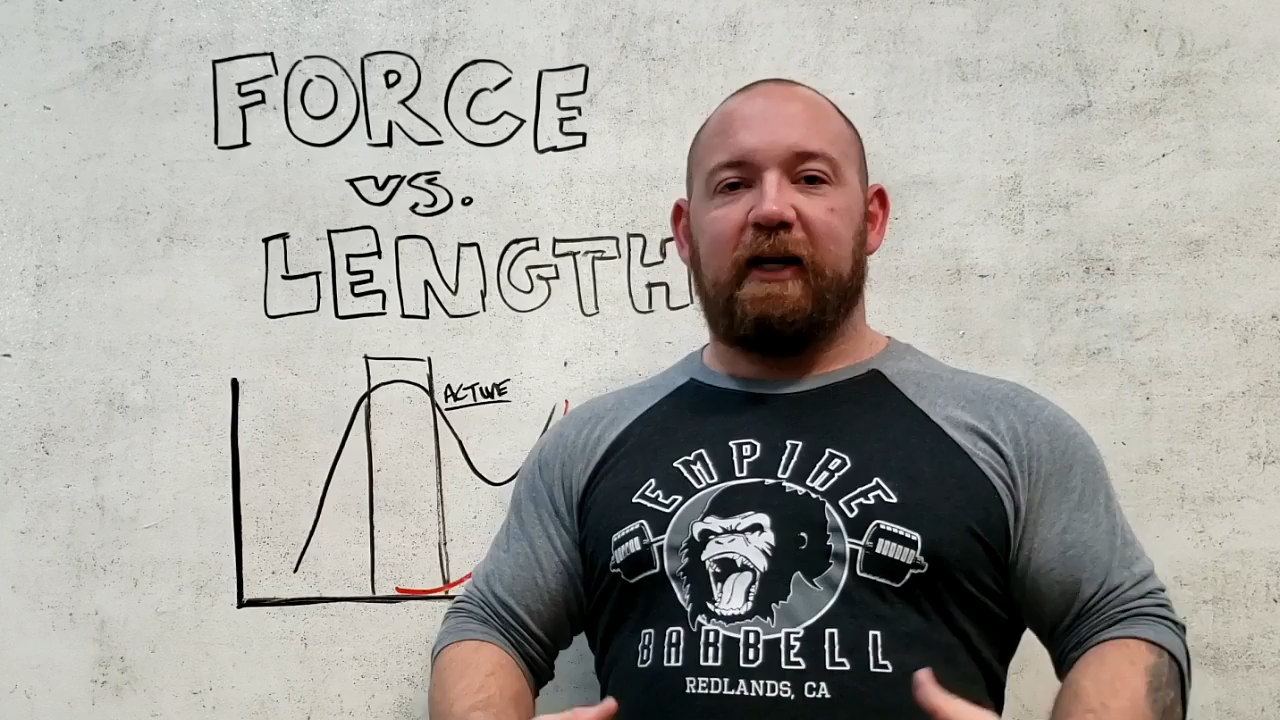 FORCE
vs.
LENGTH
ACTIVE
EMPIRE
BARBELL
REDLANDS, CA